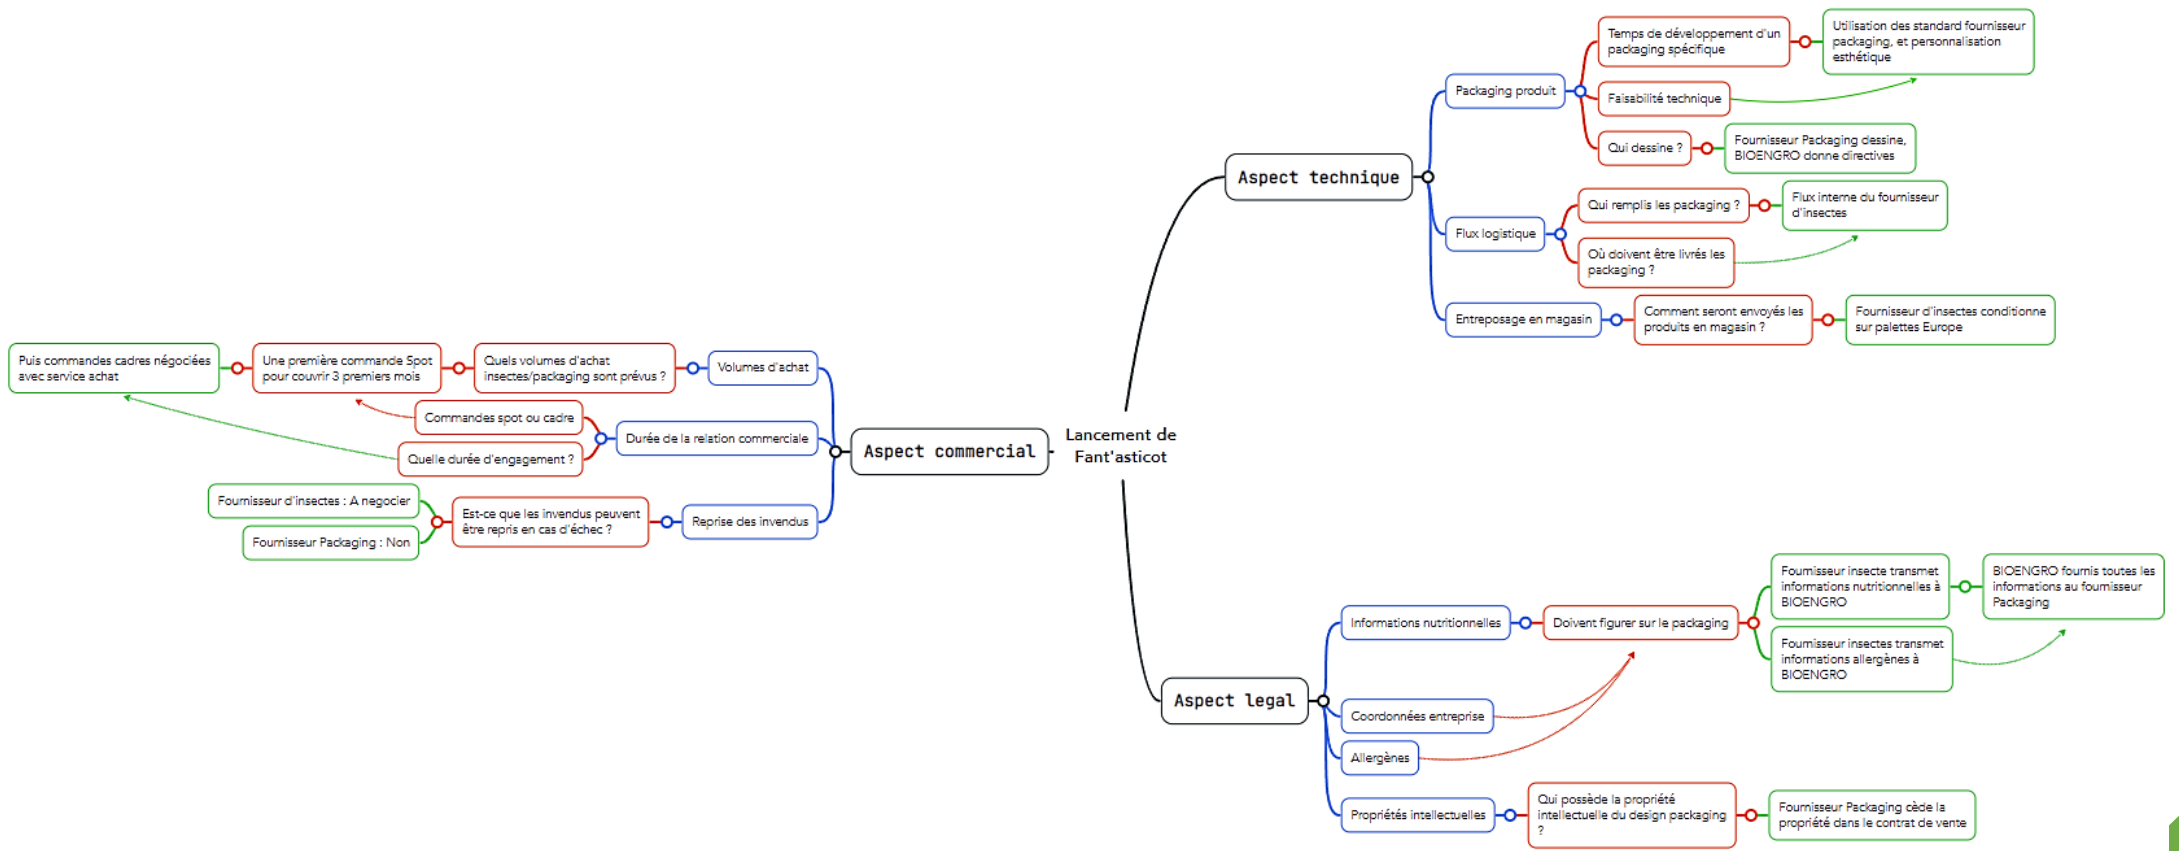 Lancement de
Fant'asticot
Aspect technique
Packaging produit
Temps de développement d'un
packaging spécifique
Utilisation des standard fournisseur
packaging, et personnalisation
esthétique
Faisabilité technique
Qui dessine ?
Fournisseur Packaging dessine,
BIOENGRO donne directives
Flux logistique
Qui remplis les packaging ?
Flux interne du fournisseur
d'insectes
Où doivent être livrés les
packaging ?
Entreposage en magasin
Comment seront envoyés les
produits en magasin ?
Fournisseur d'insectes conditionne
sur palettes Europe
Aspect commercial
Volumes d'achat
Quels volumes d'achat
insectes/packaging sont prévus ?
Une première commande Spot
pour couvrir 3 premiers mois
Puis commandes cadres négociées
avec service achat
Durée de la relation commerciale
Commandes spot ou cadre
Quelle durée d'engagement ?
Reprise des invendus
Est-ce que les invendus peuvent
être repris en cas d'échec ?
Fournisseur d'insectes : A negocier
Fournisseur Packaging : Non
Aspect legal
Informations nutritionnelles
Doivent figurer sur le packaging
Fournisseur insecte transmet
informations nutritionnelles à
BIOENGRO
BIOENGRO fournis toutes les
informations au fournisseur
Packaging
Fournisseur insectes transmet
informations allergènes à
BIOENGRO
Coordonnées entreprise
Allergènes
Propriétés intellectuelles
Qui possède la propriété
intellectuelle du design packaging
?
Fournisseur Packaging cède la
propriété dans le contrat de vente